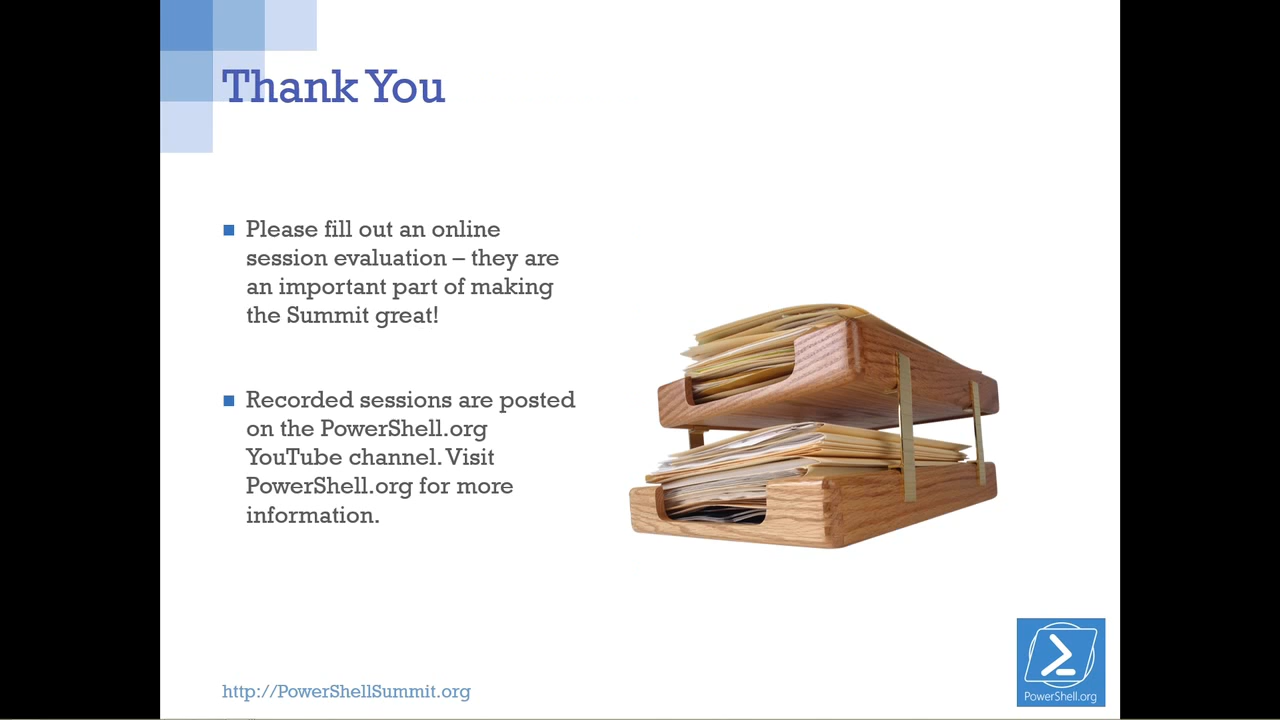 Thank You
Please fill out an online
session evaluation – they are
an important part of making
the Summit great!
Recorded sessions are posted
on the PowerShell.org
YouTube channel. Visit
PowerShell.org for more
information.
http://PowerShellSummit.org
PowerShell.org